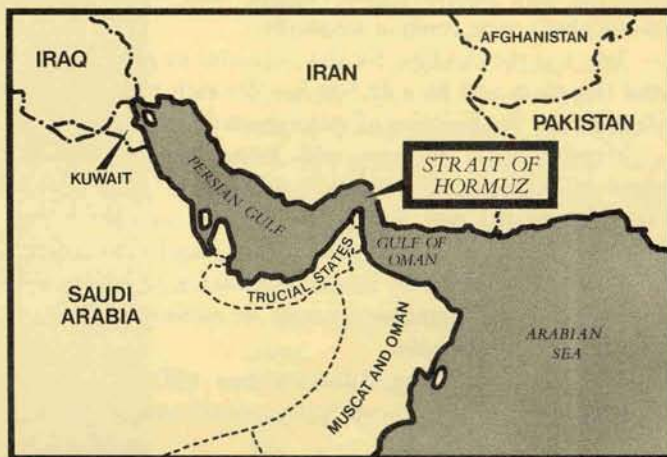 IRAQ
IRAN
AFGHANISTAN
PAKISTAN
KUWAIT
PERSIAN GULF
STRAIT OF
HORMUZ
GULF OF
OMAN
TRUCIAL STATES
SAUDI
ARABIA
MUSCAT AND OMAN
ARABIAN
SEA